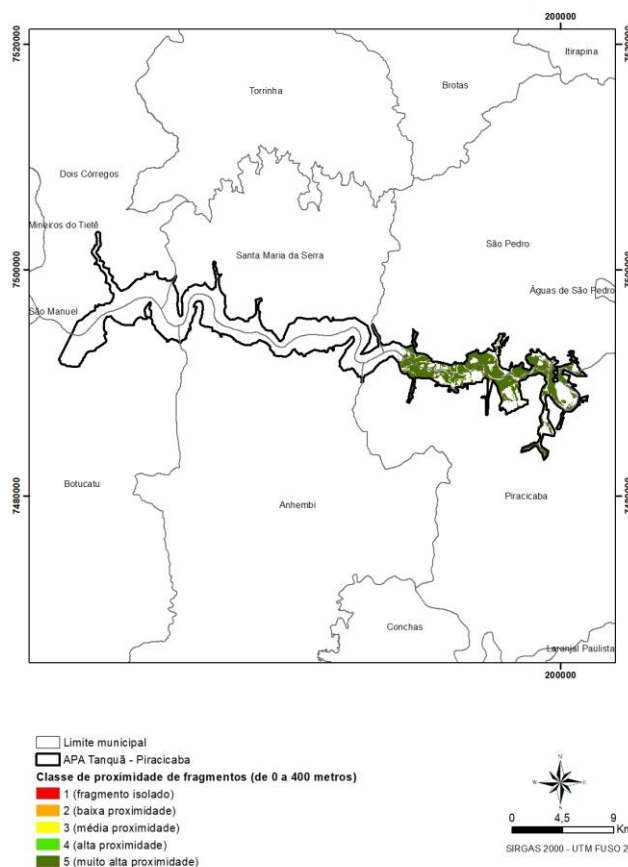 200000
7520000
7520
Itirapina
Torrinha
Brotas
Dois Córregos
Mineiros do Tietê
São Pedro
Santa Maria da Serra
7500000
Águas de São Pedro
São Manuel
7480000
7480000
Botucatu
Anhembi
Piracicaba
Conchas
Laranjal Paulista
200000
Limite municipal
APA Tanquã - Piracicaba
Classe de proximidade de fragmentos (de 0 a 400 metros)
1 (fragmento isolado)
2 (baixa proximidade)
3 (média proximidade)
4 (alta proximidade)
5 (muito alta proximidade)
N
W E
S
0 4,5 9
Km
SIRGAS 2000 - UTM FUSO 2